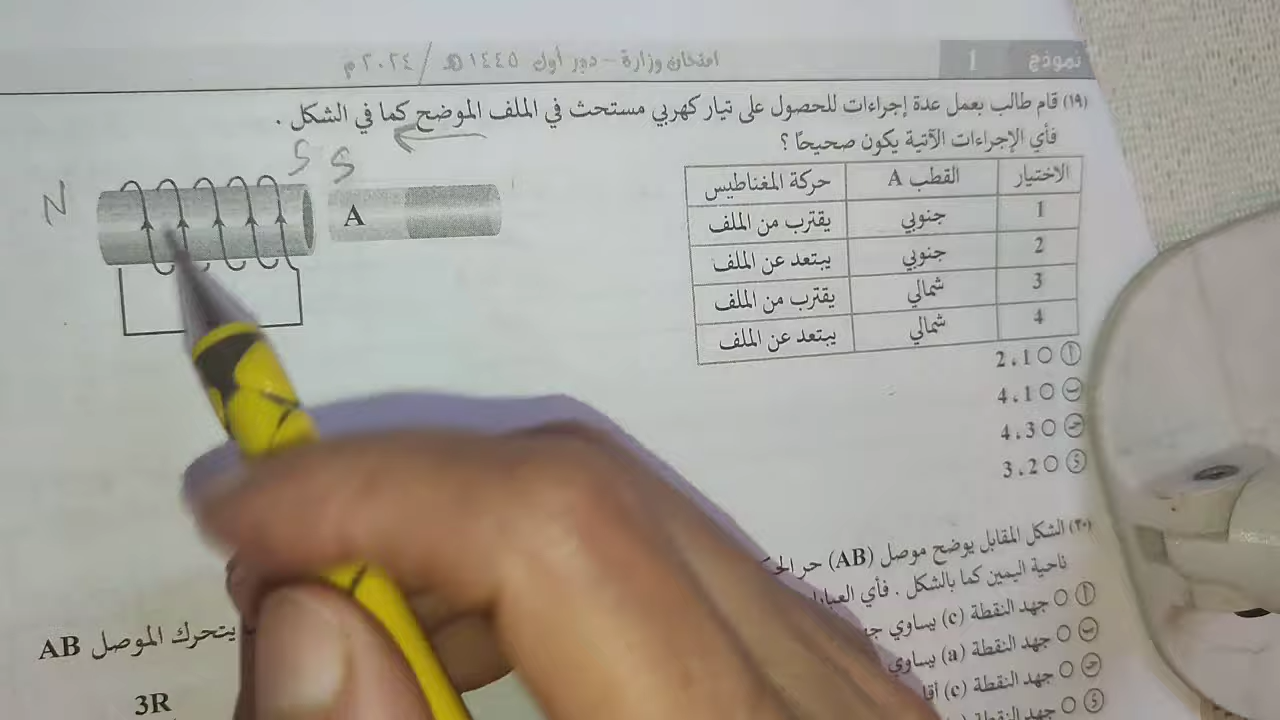 نموذج 1 امتحان وزارة - دور أول ١٤٤٥ هـ / ٢٠٢٤ م
(١٩) قام طالب بعمل عدة إجراءات للحصول على تيار كهربي مستحث في الملف الموضح كما في الشكل .
فأي الإجراءات الآتية يكون صحيحًا ؟
الاختيار القطب A حركة المغناطيس
1 جنوبي يقترب من الملف
2 جنوبي يبتعد عن الملف
3 شمالي يقترب من الملف
4 شمالي يبتعد عن الملف
N S S
A
أ 2،1
ب 4،1
ج 4،3
د 3،2
(٢٠) الشكل المقابل يوضح موصل (AB) حر
ناحية اليمين كما بالشكل . فأي
يتحرك الموصل AB
أ جهد النقطة (c) يساوي
ب جهد النقطة (a) يساوي
ج جهد النقطة (c)
د جهد النقطة
3R